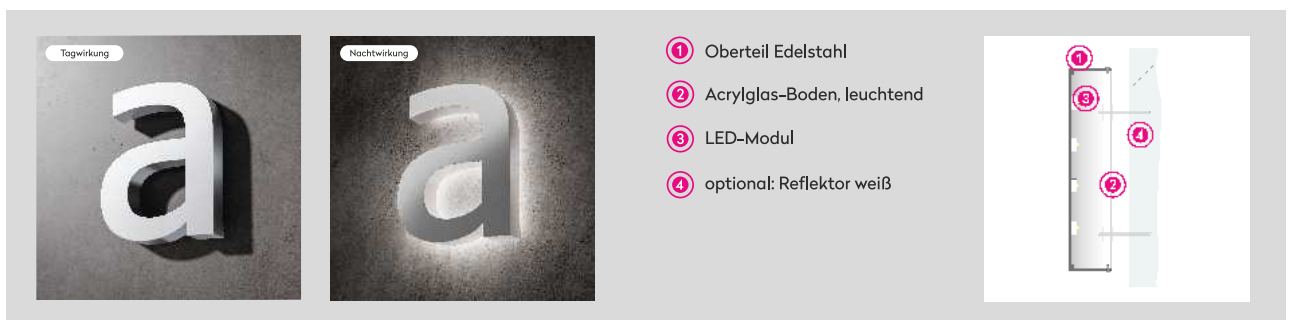 Tagwirkung
a
Nachtwirkung
a
1 Oberteil Edelstahl
2 Acrylglas-Boden, leuchtend
3 LED-Modul
4 optional: Reflektor weiß
1
3
4
2